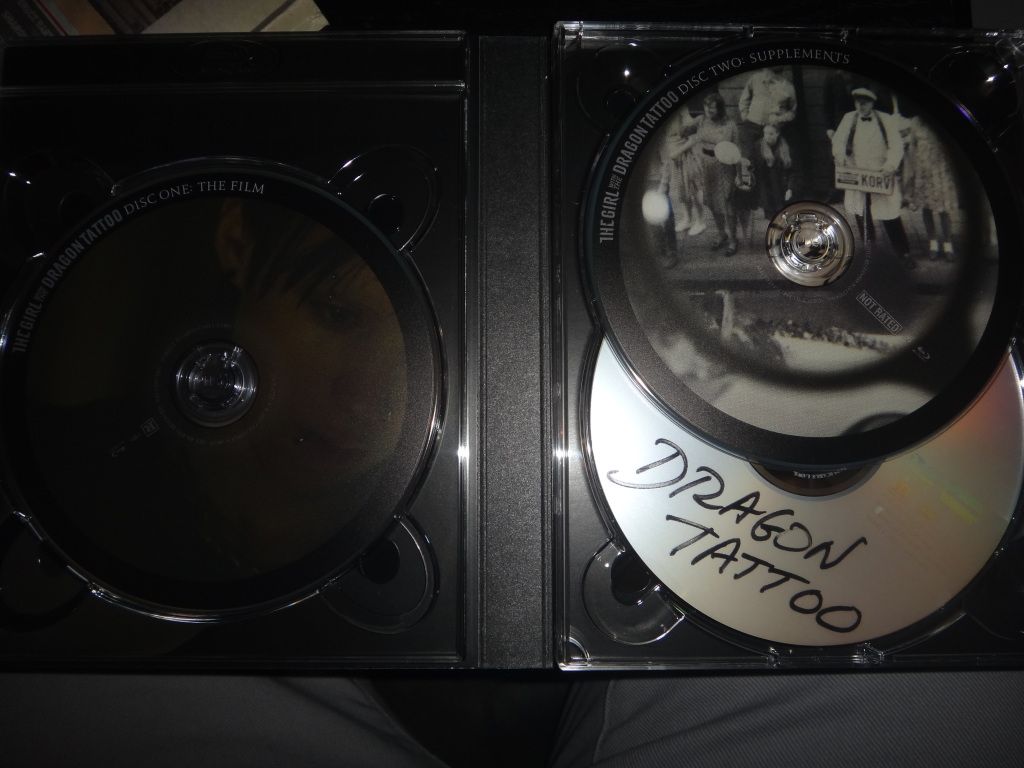 THE GIRL WITH THE DRAGON TATTOO DISC ONE: THE FILM
THE GIRL WITH THE DRAGON TATTOO DISC TWO: SUPPLEMENTS
KORV
NOT RATED
DRAGON
TATTOO